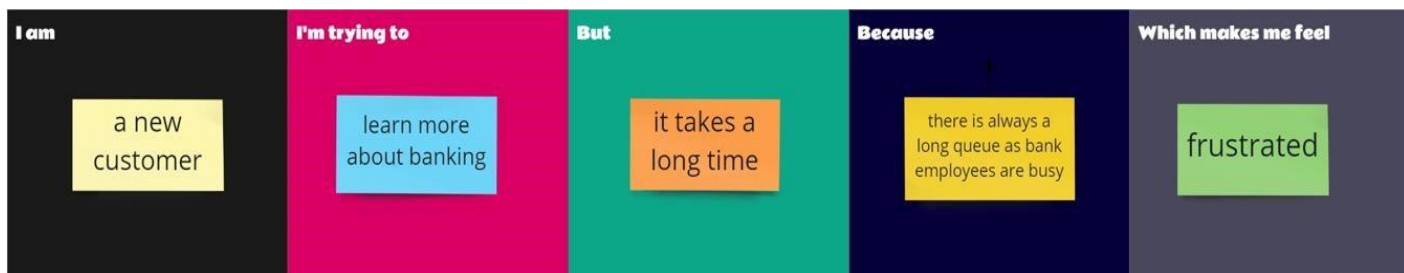 I am
a new
customer
I'm trying to
learn more
about banking
But
it takes a
long time
Because
there is always a
long queue as bank
employees are busy
Which makes me feel
frustrated